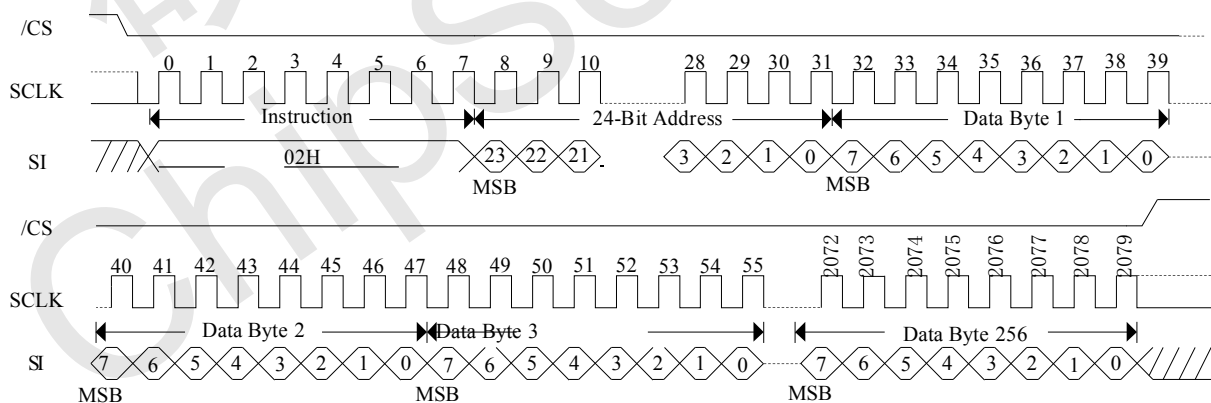 /CS
0 1 2 3 4 5 6 7 8 9 10 28 29 30 31 32 33 34 35 36 37 38 39
SCLK
Instruction 24-Bit Address Data Byte 1
SI 02H 23 22 21 3 2 1 0 7 6 5 4 3 2 1 0
MSB MSB
/CS
40 41 42 43 44 45 46 47 48 49 50 51 52 53 54 55 2072 2073 2074 2075 2076 2077 2078 2079
SCLK
Data Byte 2 Data Byte 3 Data Byte 256
SI 7 6 5 4 3 2 1 0 7 6 5 4 3 2 1 0 7 6 5 4 3 2 1 0
MSB MSB MSB